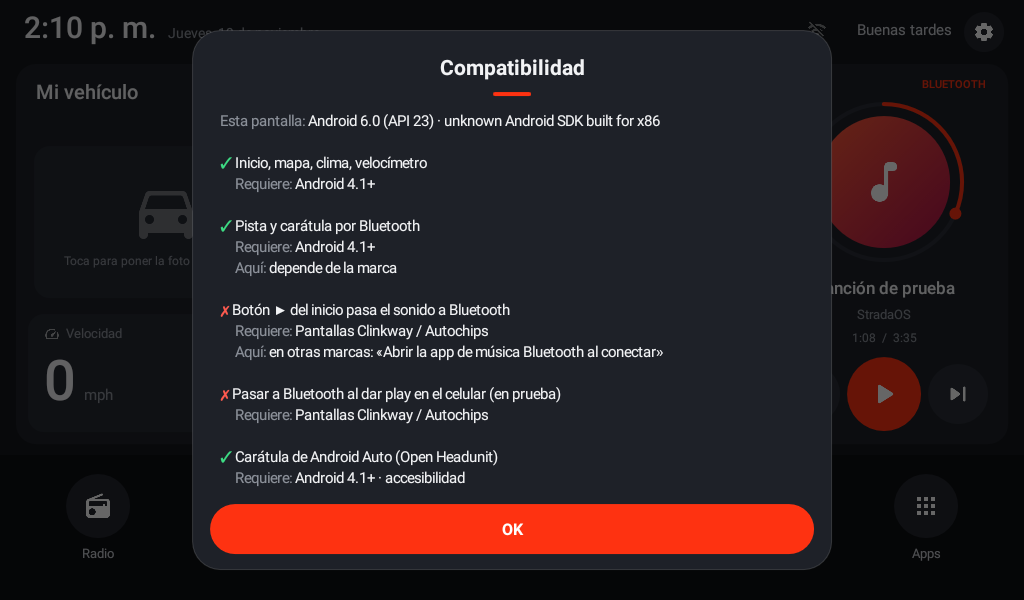 2:10 p. m.
Buenas tardes
Mi vehículo
BLUETOOTH
Compatibilidad
Esta pantalla: Android 6.0 (API 23) · unknown Android SDK built for x86
✓ Inicio, mapa, clima, velocímetro
Requiere: Android 4.1+
✓ Pista y carátula por Bluetooth
Requiere: Android 4.1+
Aquí: depende de la marca
✗ Botón ► del inicio pasa el sonido a Bluetooth
Requiere: Pantallas Clinkway / Autochips
Aquí: en otras marcas: «Abrir la app de música Bluetooth al conectar»
✗ Pasar a Bluetooth al dar play en el celular (en prueba)
Requiere: Pantallas Clinkway / Autochips
✓ Carátula de Android Auto (Open Headunit)
Requiere: Android 4.1+ · accesibilidad
OK
Toca para poner la foto
Velocidad
0 mph
de prueba
StradaOS
1:08 / 3:35
Radio
Apps